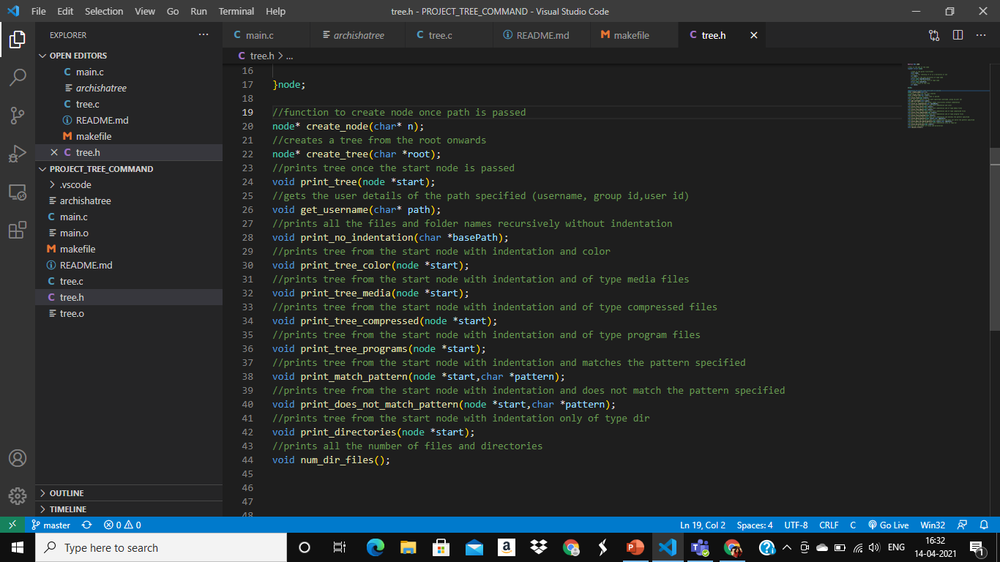 File Edit Selection View Go Run Terminal Help tree.h - PROJECT_TREE_COMMAND - Visual Studio Code
EXPLORER
OPEN EDITORS
main.c
archishatree
tree.c
README.md
makefile
tree.h
PROJECT_TREE_COMMAND
.vscode
archishatree
main.c
main.o
makefile
README.md
tree.c
tree.h
tree.o
OUTLINE
TIMELINE
main.c archishatree tree.c README.md makefile tree.h
tree.h > ...
16
17 }node;
18
19 //function to create node once path is passed
20 node* create_node(char* n);
21 //creates a tree from the root onwards
22 node* create_tree(char *root);
23 //prints tree once the start node is passed
24 void print_tree(node *start);
25 //gets the user details of the path specified (username, group id,user id)
26 void get_username(char* path);
27 //prints all the files and folder names recursively without indentation
28 void print_no_indentation(char *basePath);
29 //prints tree from the start node with indentation and color
30 void print_tree_color(node *start);
31 //prints tree from the start node with indentation and of type media files
32 void print_tree_media(node *start);
33 //prints tree from the start node with indentation and of type compressed files
34 void print_tree_compressed(node *start);
35 //prints tree from the start node with indentation and of type program files
36 void print_tree_programs(node *start);
37 //prints tree from the start node with indentation and matches the pattern specified
38 void print_match_pattern(node *start,char *pattern);
39 //prints tree from the start node with indentation and does not match the pattern specified
40 void print_does_not_match_pattern(node *start,char *pattern);
41 //prints tree from the start node with indentation only of type dir
42 void print_directories(node *start);
43 //prints all the number of files and directories
44 void num_dir_files();
45
46
47
48
master 0 0 Ln 19, Col 2 Spaces: 4 UTF-8 CRLF C Go Live Win32
Type here to search
ENG
16:32
14-04-2021
1